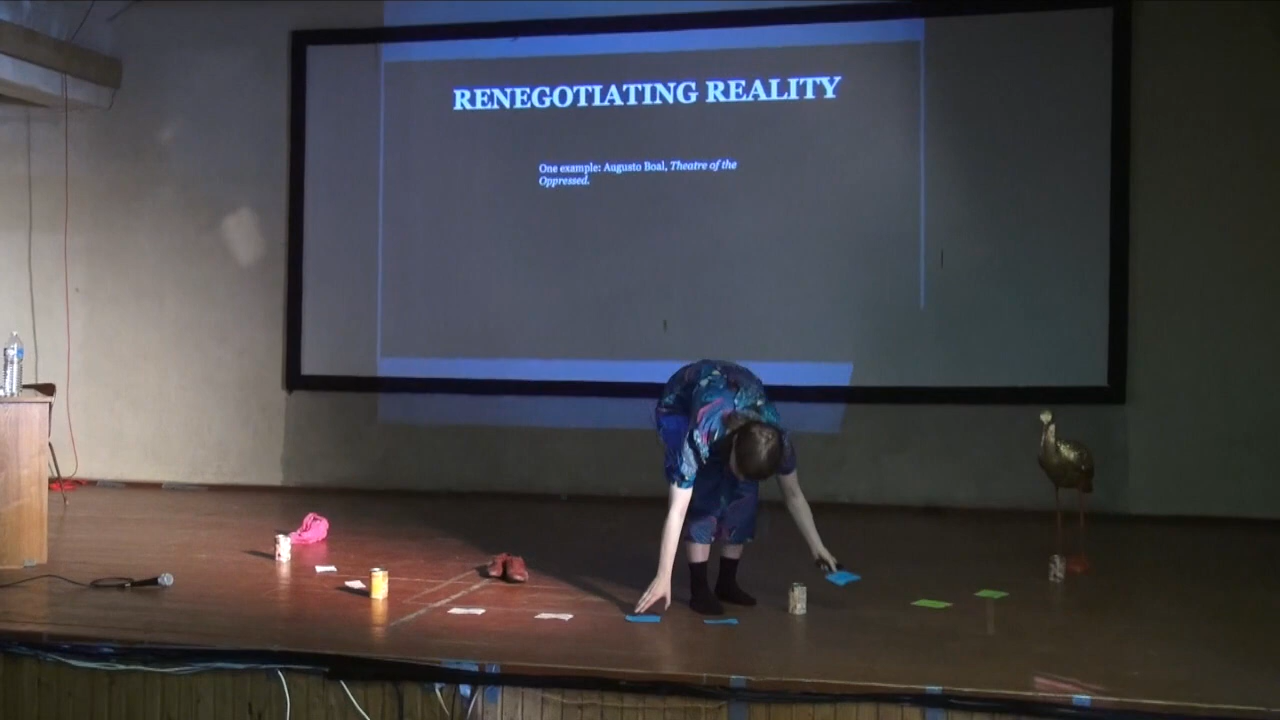 RENEGOTIATING REALITY
One example: Augusto Boal, Theatre of the
Oppressed.